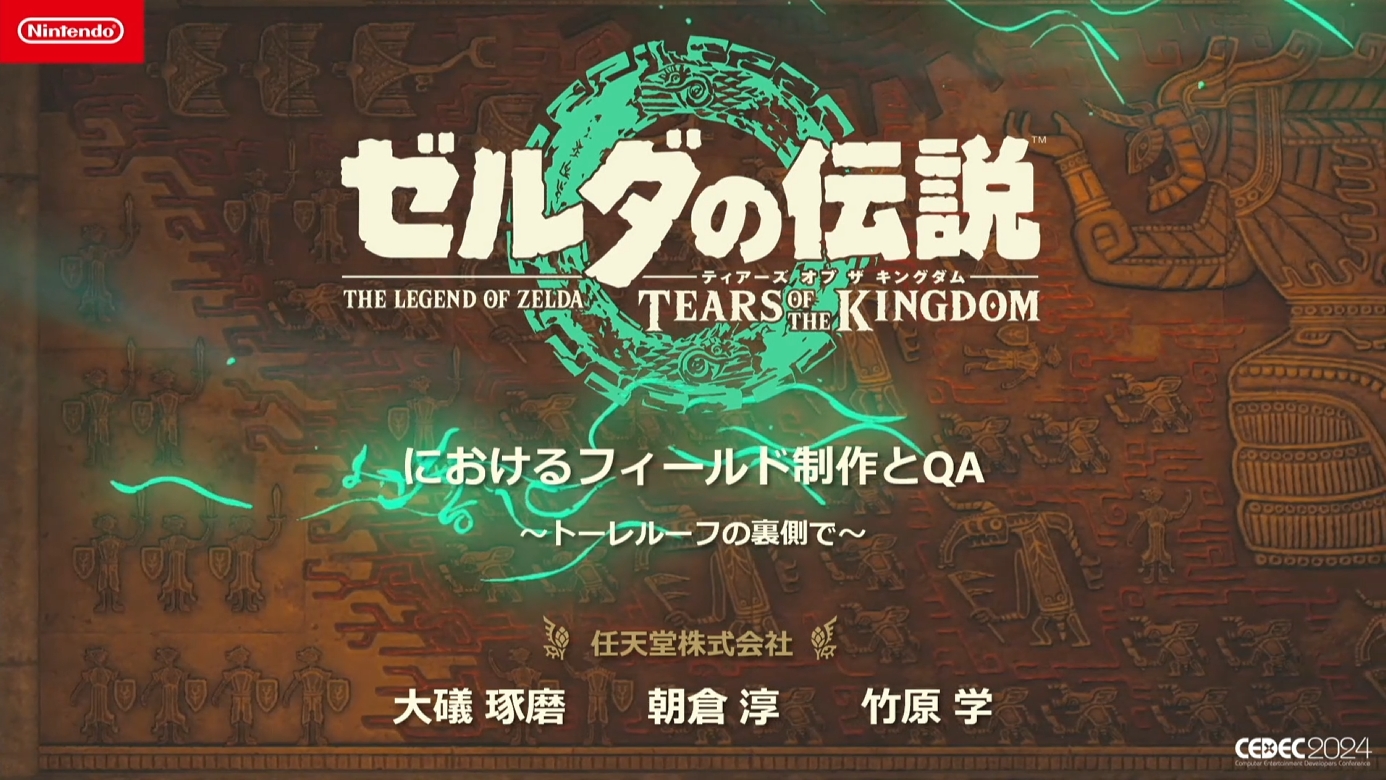 Nintendo®
ゼルダの伝説™
ティアーズ オブ ザ キングダム
THE LEGEND OF ZELDA TEARS OF THE KINGDOM
におけるフィールド制作とQA
～トーレルーフの裏側で～
任天堂株式会社
大礒 琢磨 朝倉 淳 竹原 学
CEDEC2024
Computer Entertainment Developers Conference